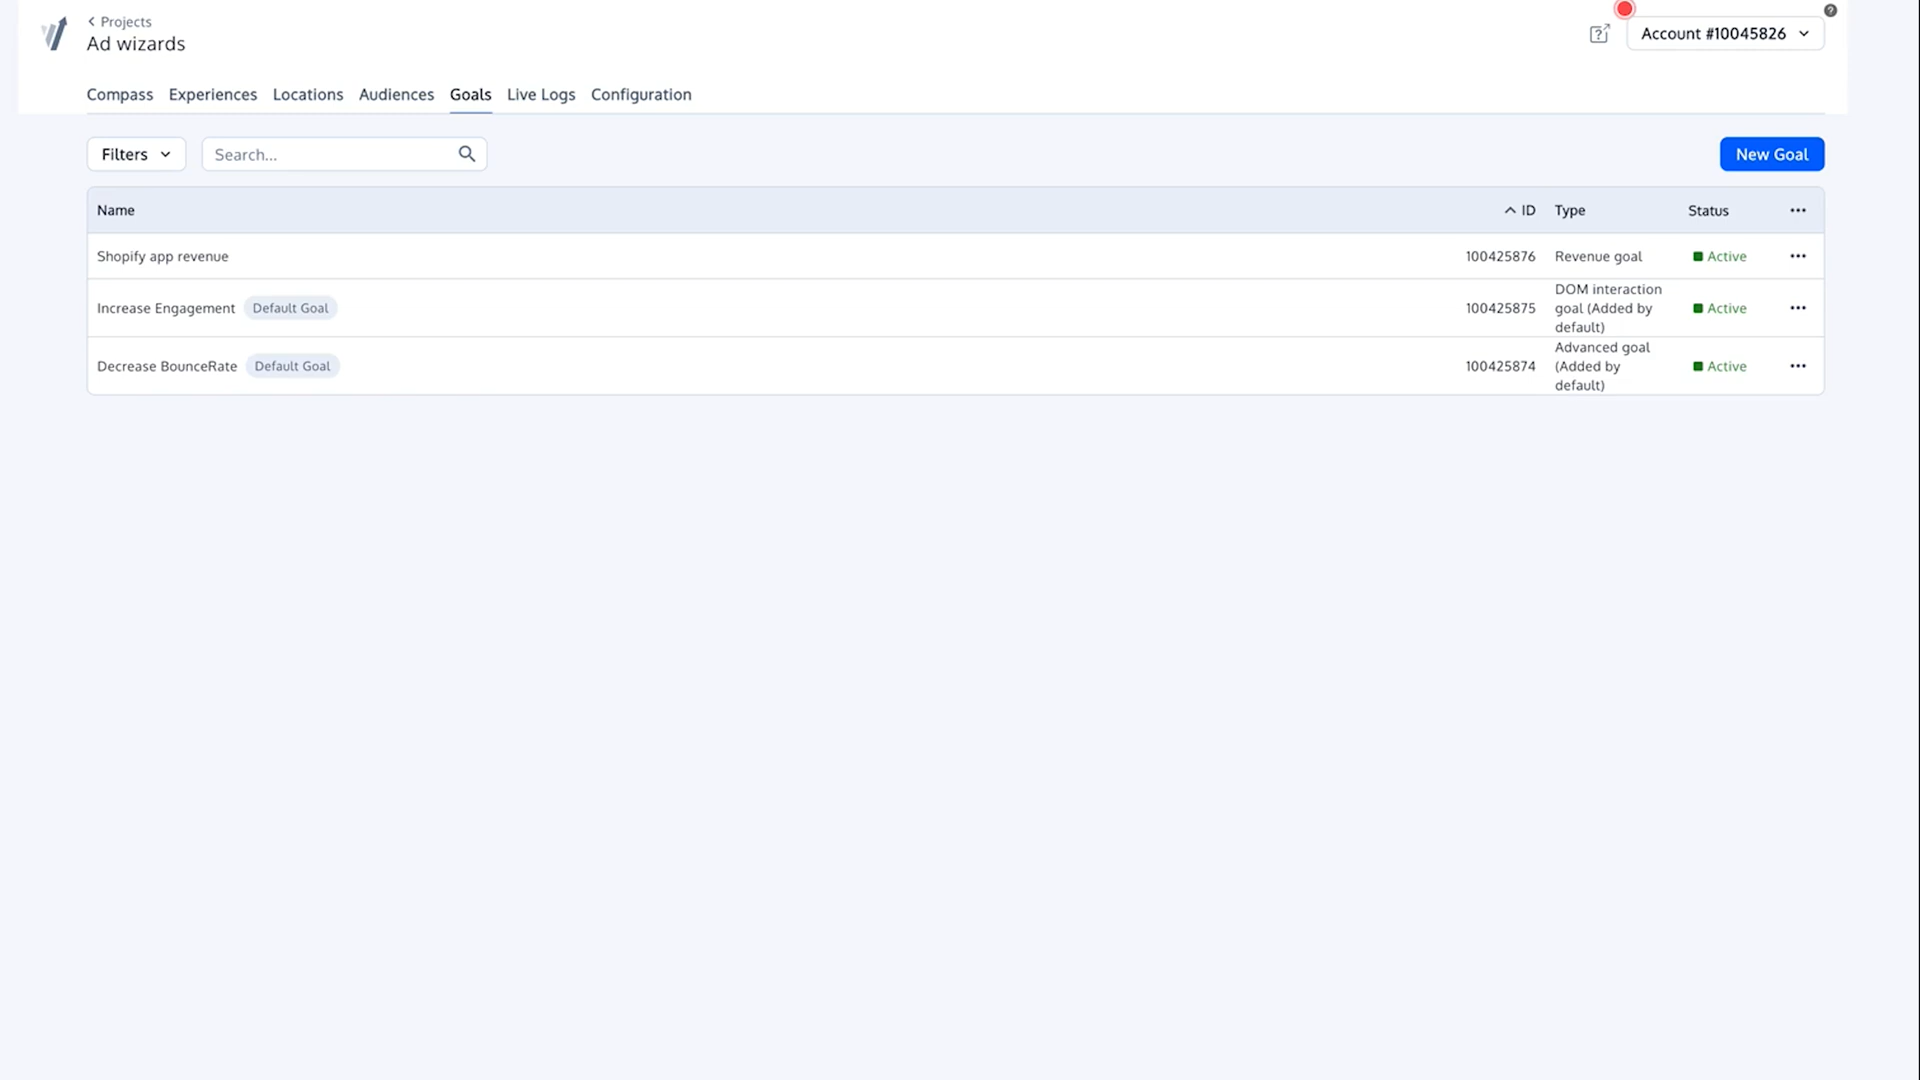 Projects
Ad wizards
?
Account #10045826
?
Compass Experiences Locations Audiences Goals Live Logs Configuration
Filters
Search...
New Goal
Name ID Type Status
Shopify app revenue 100425876 Revenue goal Active
Increase Engagement Default Goal 100425875 DOM interaction goal (Added by default) Active
Decrease BounceRate Default Goal 100425874 Advanced goal (Added by default) Active